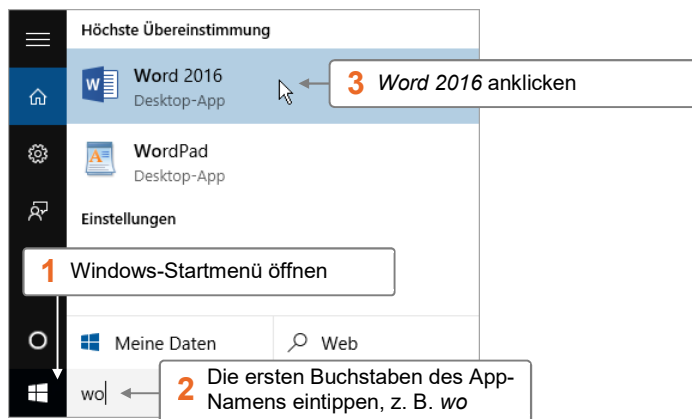 Höchste Übereinstimmung
Word 2016
Desktop-App
3 Word 2016 anklicken
WordPad
Desktop-App
Einstellungen
1 Windows-Startmenü öffnen
Meine Daten
Web
wo
2 Die ersten Buchstaben des App-
Namens eintippen, z. B. wo